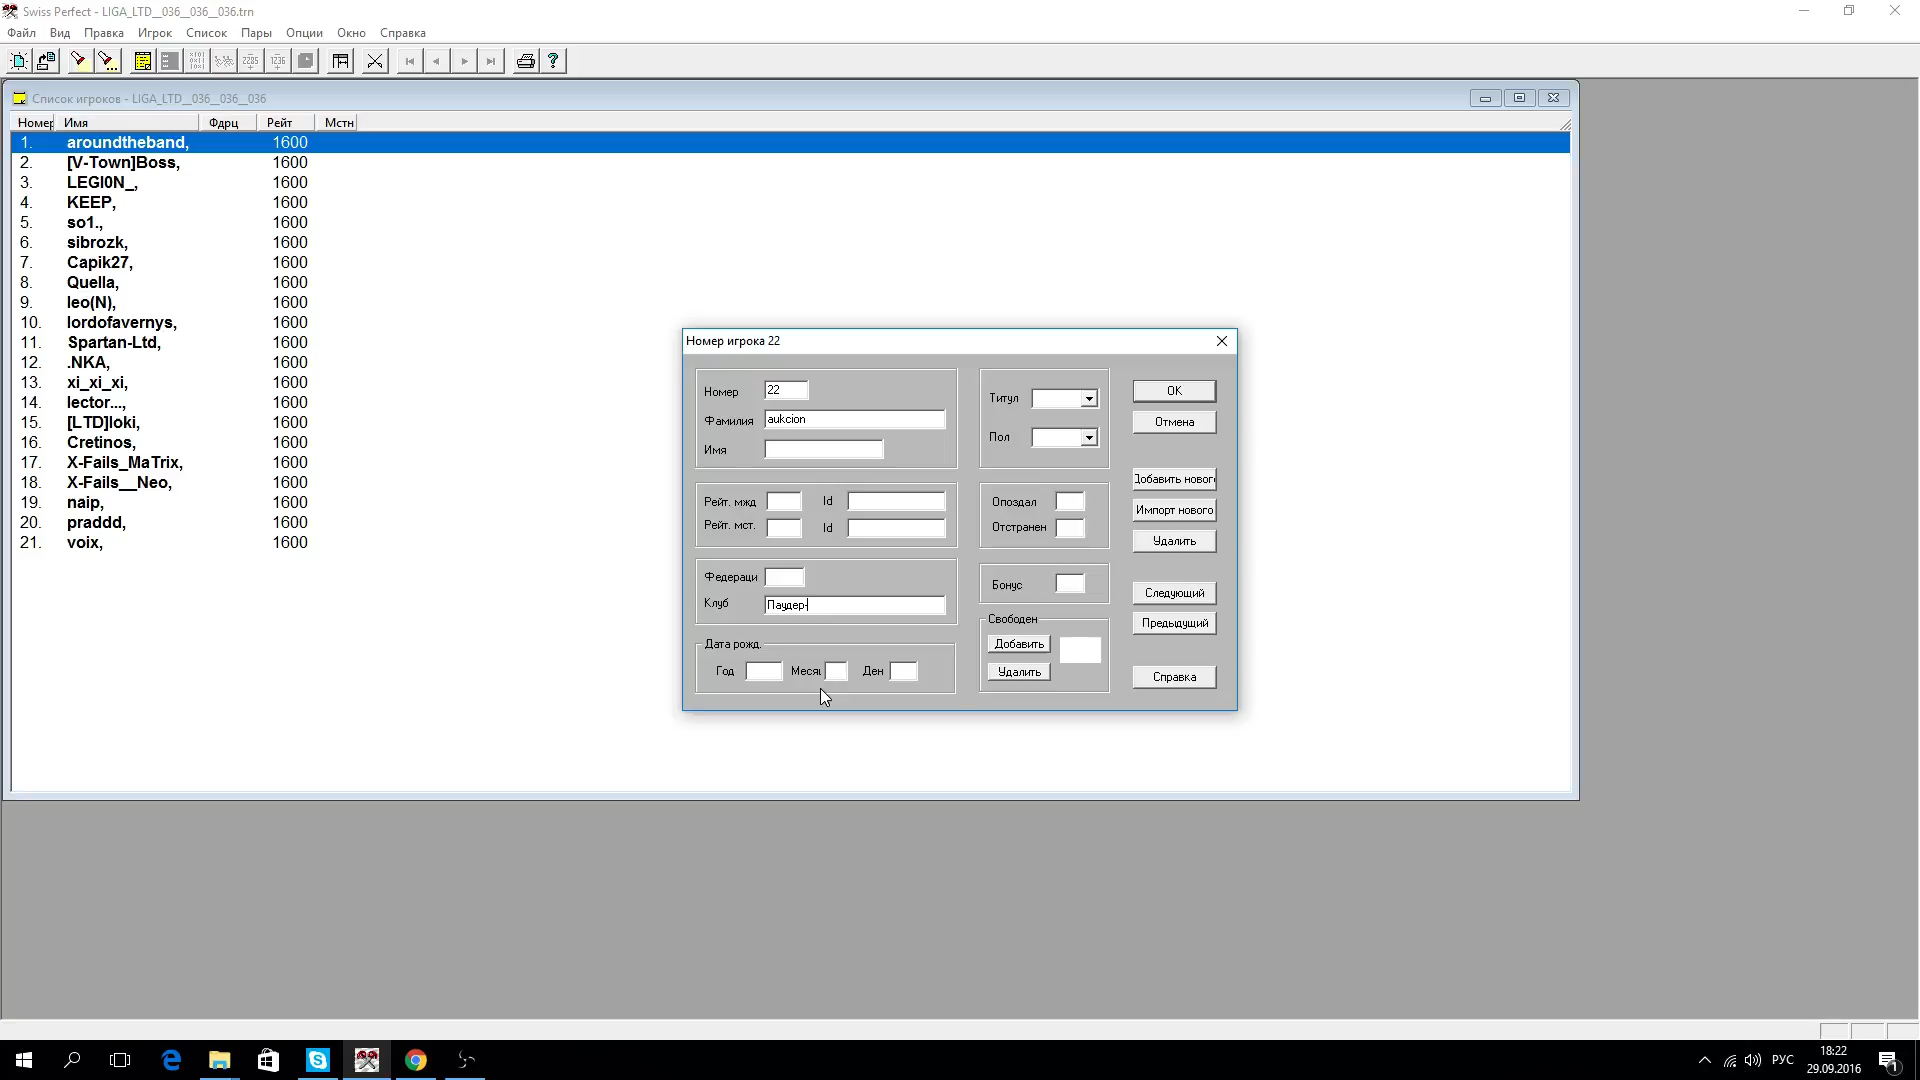 Swiss Perfect - LIGA_LTD__036__036__036.trn
Файл Вид Правка Игрок Список Пары Опции Окно Справка
Список игроков - LIGA_LTD__036__036__036
Номер Имя Фдрц Рейт Мстн
1. aroundtheband, 1600
2. [V-Town]Boss, 1600
3. LEGI0N_, 1600
4. KEEP, 1600
5. so1., 1600
6. sibrozk, 1600
7. Capik27, 1600
8. Quella, 1600
9. leo(N), 1600
10. lordofavernys, 1600
11. Spartan-Ltd, 1600
12. .NKA, 1600
13. xi_xi_xi, 1600
14. lector..., 1600
15. [LTD]loki, 1600
16. Cretinos, 1600
17. X-Fails_MaTrix, 1600
18. X-Fails__Neo, 1600
19. naip, 1600
20. praddd, 1600
21. voix, 1600
Номер игрока 22
Номер 22
Фамилия aukcion
Имя
Рейт. мжд Id
Рейт. мст. Id
Федераци
Клуб Паудер-
Дата рожд.
Год Месяц Ден
Титул
Пол
Опоздал
Отстранен
Бонус
Свободен
Добавить
Удалить
OK
Отмена
Добавить нового
Импорт нового
Удалить
Следующий
Предыдущий
Справка
РУС
18:22
29.09.2016
1